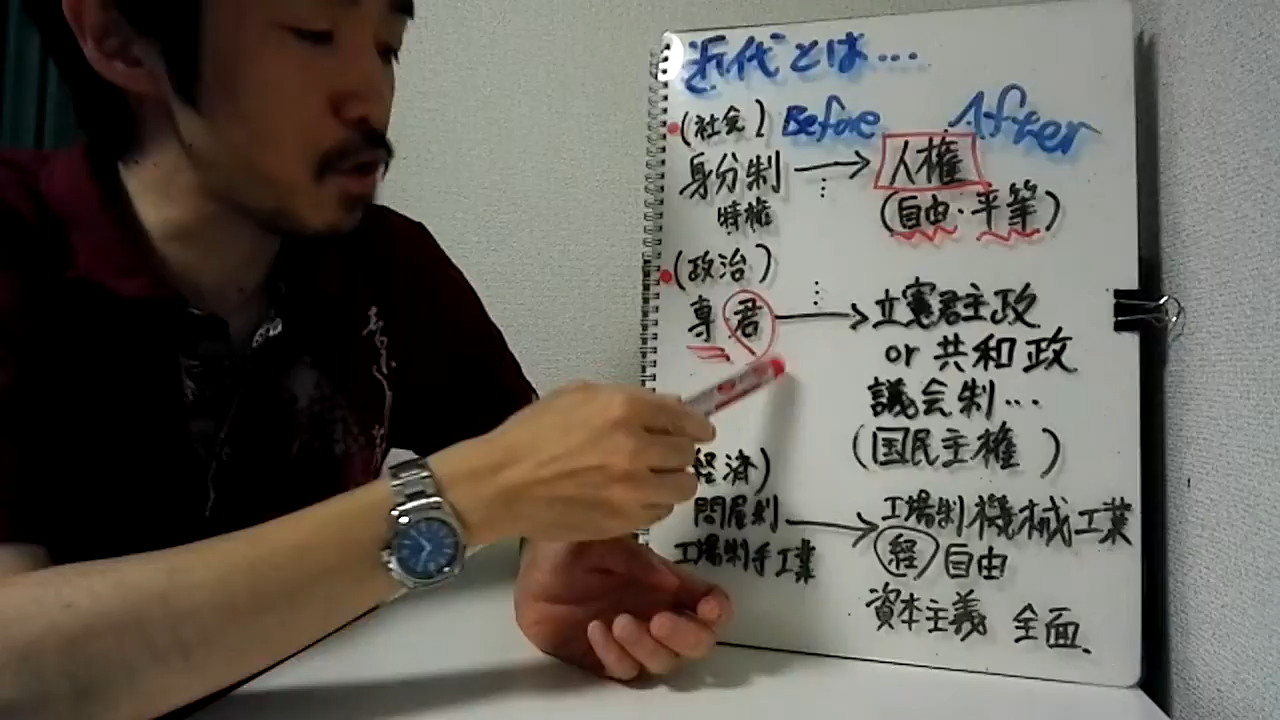 近代とは…
(社会) Before After
身分制 → 人権
特権 (自由・平等)
(政治)
専君 → 立憲君主政
or 共和政
議会制…
(国民主権)
経済)
問屋制 → 工場制機械工業
工場制手工業 経 自由
資本主義 全面、